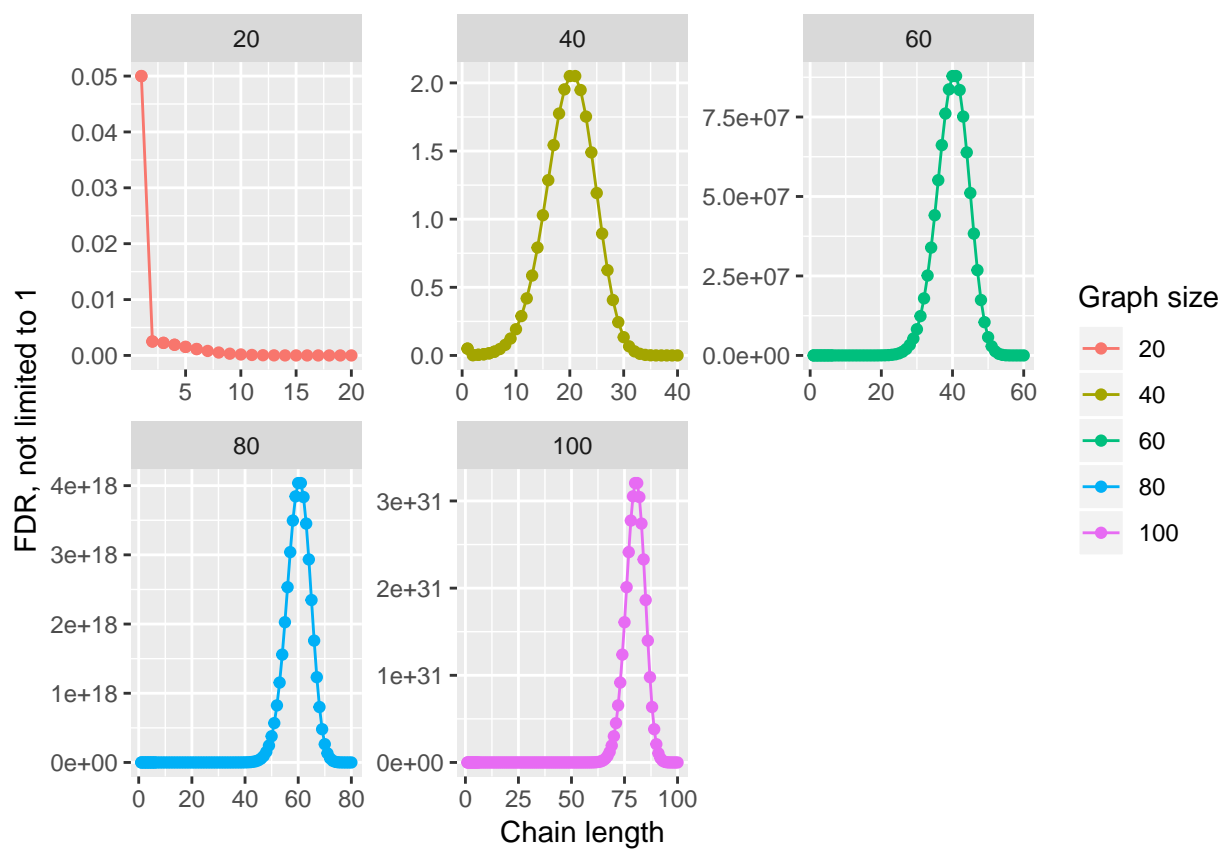 20
40
60
0.05
0.04
0.03
0.02
0.01
0.00
5
10
15
20
2.0
1.5
1.0
0.5
0.0
0
10
20
30
40
7.5e+07
5.0e+07
2.5e+07
0.0e+00
0
20
40
60
80
100
4e+18
3e+18
2e+18
1e+18
0e+00
0
20
40
60
80
3e+31
2e+31
1e+31
0e+00
0
25
50
75
100
Chain length
FDR, not limited to 1
Graph size
20
40
60
80
100